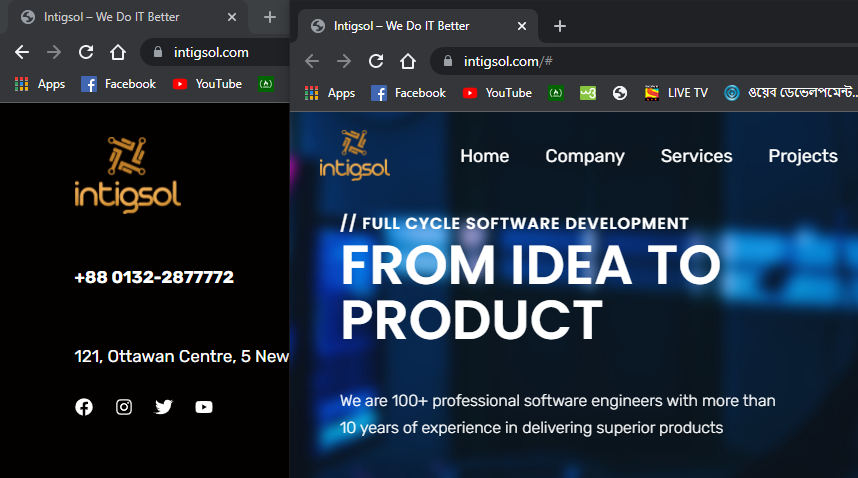 Intigsol – We Do IT Better
intigsol.com
Apps Facebook YouTube
intigsol
+88 0132-2877772
121, Ottawan Centre, 5 New
Intigsol – We Do IT Better
intigsol.com/#
Apps Facebook YouTube LIVE TV ওয়েব ডেভেলপমেন্ট...
intigsol
Home Company Services Projects
// FULL CYCLE SOFTWARE DEVELOPMENT
FROM IDEA TO
PRODUCT
We are 100+ professional software engineers with more than
10 years of experience in delivering superior products